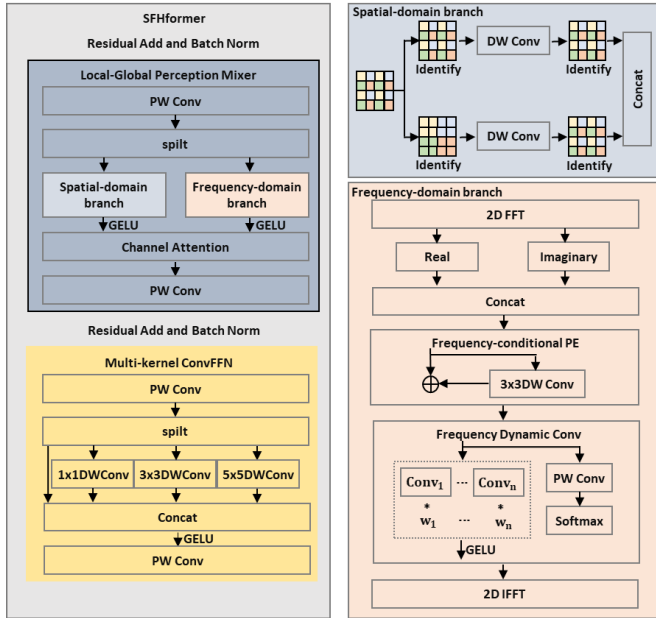 SFHformer
Residual Add and Batch Norm
Local-Global Perception Mixer
PW Conv
spilt
Spatial-domain
branch
Frequency-domain
branch
GELU
GELU
Channel Attention
PW Conv
Residual Add and Batch Norm
Multi-kernel ConvFFN
PW Conv
spilt
1x1DWConv
3x3DWConv
5x5DWConv
Concat
GELU
PW Conv
Spatial-domain branch
Identify
DW Conv
Identify
Identify
DW Conv
Identify
Concat
Frequency-domain branch
2D FFT
Real
Imaginary
Concat
Frequency-conditional PE
3x3DW Conv
Frequency Dynamic Conv
Conv₁ ... Convₙ
* *
w₁ ... wₙ
PW Conv
Softmax
GELU
2D IFFT